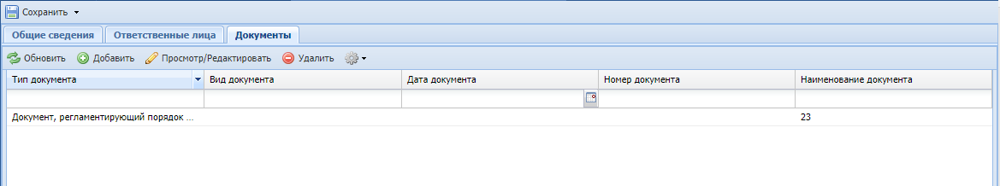 Сохранить
Общие сведения Ответственные лица Документы
Обновить Добавить Просмотр/Редактировать Удалить
Тип документа Вид документа Дата документа Номер документа Наименование документа
Документ, регламентирующий порядок ... 23